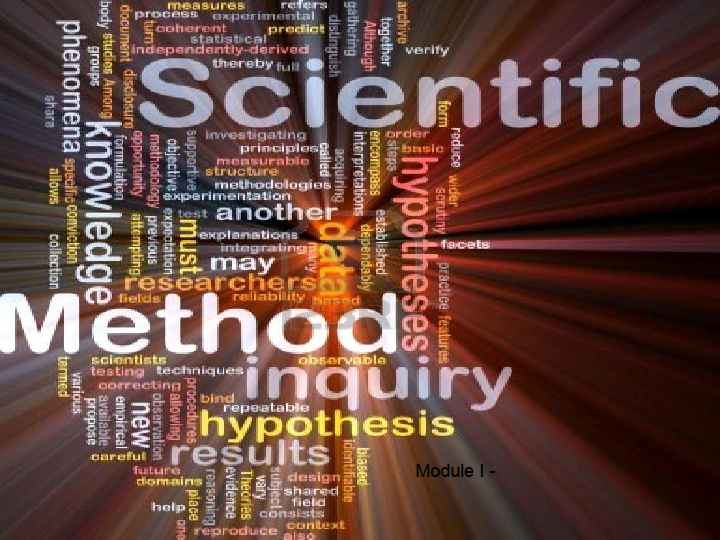 body
measures
refers
process
experimental
archive
gathering
together
turn
coherent
predict
Although
document
studies
statistical
distinguish
independently-derived
verify
groups
thereby
full
phenomena
Among
disclosure
Scientific
share
form
knowledge
supportive
investigating
order
reduce
formulation
opportunity
methodology
objective
principles
called
interpretations
encompass
steps
basic
measurable
acquiring
hypotheses
wider
specific
structure
allows
methodologies
conviction
experimentation
scrutiny
test
another
established
attempting
previous
expectation
must
explanations
data
dependably
facets
integrating
many
collection
may
practice
researchers
fields
reliability
based
features
Method
scientists
observable
termed
testing
techniques
inquiry
various
correcting
procedures
available
propose
empirical
new
observation
allowing
bind
repeatable
hypothesis
careful
results
identifiable
biased
Module I -
future
domains
reasoning
evidence
Theories
vary
subject
design
shared
place
field
help
consists
one
context
reproduce
also